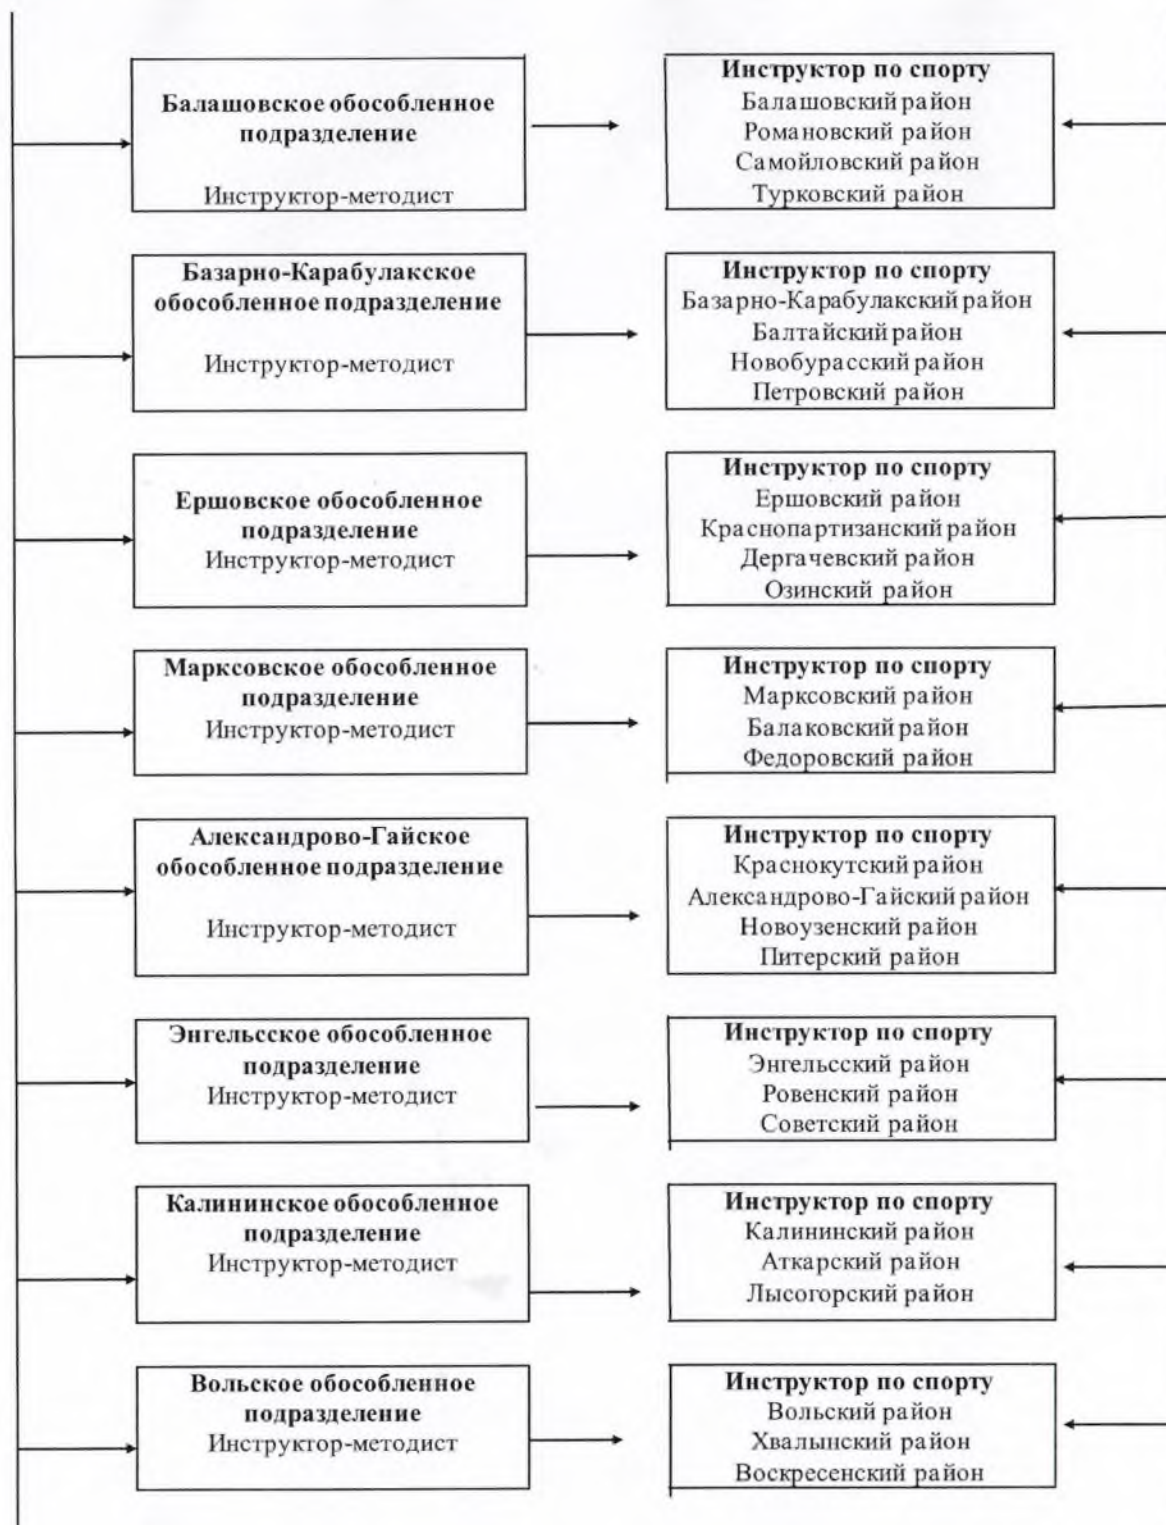 Балашовское обособленное
подразделение
Инструктор-методист
Инструктор по спорту
Балашовский район
Романовский район
Самойловский район
Турковский район
Базарно-Карабулакское
обособленное подразделение
Инструктор-методист
Инструктор по спорту
Базарно-Карабулакский район
Балтайский район
Новобурасский район
Петровский район
Ершовское обособленное
подразделение
Инструктор-методист
Инструктор по спорту
Ершовский район
Краснопартизанский район
Дергачевский район
Озинский район
Марксовское обособленное
подразделение
Инструктор-методист
Инструктор по спорту
Марксовский район
Балаковский район
Федоровский район
Александрово-Гайское
обособленное подразделение
Инструктор-методист
Инструктор по спорту
Краснокутский район
Александрово-Гайский район
Новоузенский район
Питерский район
Энгельсское обособленное
подразделение
Инструктор-методист
Инструктор по спорту
Энгельсский район
Ровенский район
Советский район
Калининское обособленное
подразделение
Инструктор-методист
Инструктор по спорту
Калининский район
Аткарский район
Лысогорский район
Вольское обособленное
подразделение
Инструктор-методист
Инструктор по спорту
Вольский район
Хвалынский район
Воскресенский район